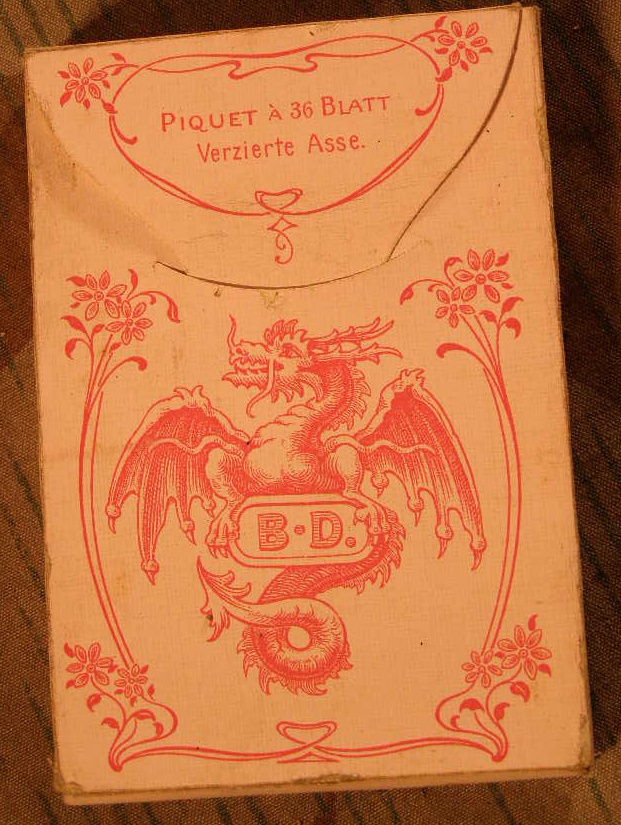 PIQUET À 36 BLATT
Verzierte Asse.
B·D.